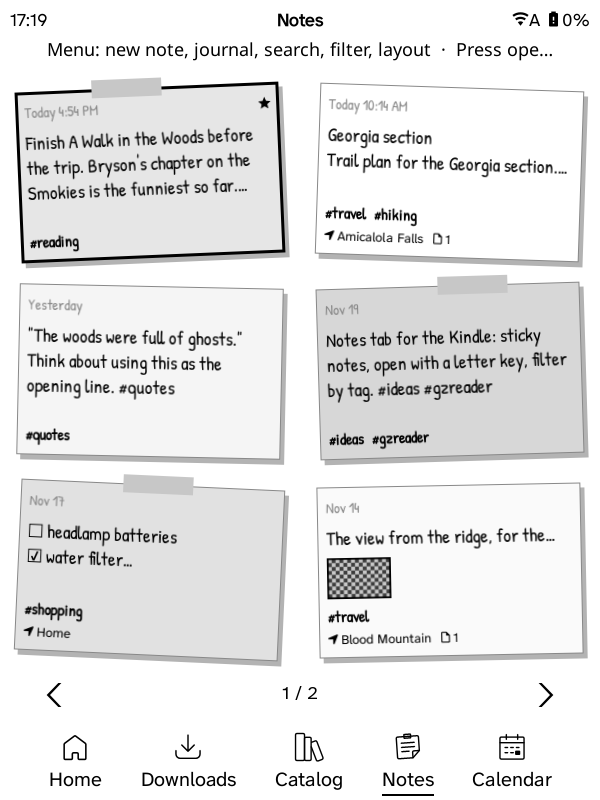 17:19 Notes A 0%
Menu: new note, journal, search, filter, layout · Press ope...
Today 4:54 PM
Finish A Walk in the Woods before
the trip. Bryson's chapter on the
Smokies is the funniest so far....
#reading
Today 10:14 AM
Georgia section
Trail plan for the Georgia section....
#travel #hiking
Amicalola Falls 1
Yesterday
"The woods were full of ghosts."
Think about using this as the
opening line. #quotes
#quotes
Nov 19
Notes tab for the Kindle: sticky
notes, open with a letter key, filter
by tag. #ideas #gzreader
#ideas #gzreader
Nov 17
☐ headlamp batteries
☑ water filter...
#shopping
Home
Nov 14
The view from the ridge, for the...
#travel
Blood Mountain 1
1 / 2
Home Downloads Catalog Notes Calendar